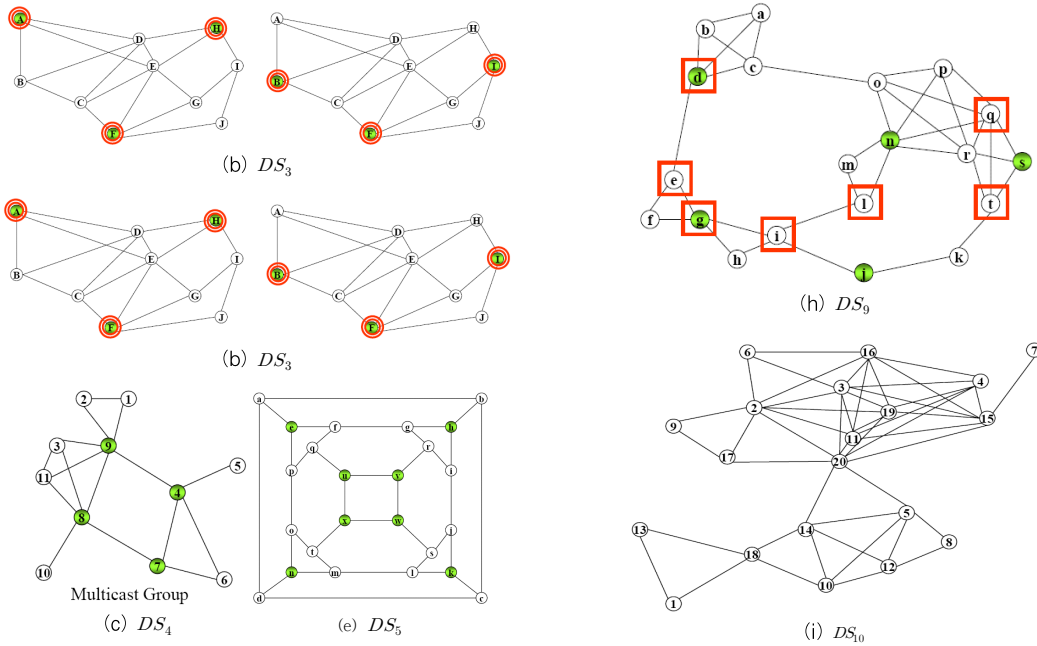 A
H
D
E
I
B
C
G
F
J
A
H
D
E
I
B
C
G
F
J
(b) DS3
A
H
D
E
I
B
C
G
F
J
A
H
D
E
I
B
C
G
F
J
(b) DS3
2
1
9
3
5
11
4
8
7
10
6
Multicast Group
(c) DS4
a
b
e
f
g
h
q
r
p
u
v
i
x
w
o
j
t
s
n
m
l
k
d
c
(e) DS5
a
b
c
d
p
o
q
n
r
s
m
e
l
t
f
g
i
h
k
j
(h) DS9
6
16
7
3
4
2
19
15
9
11
17
20
5
13
14
8
18
12
10
1
(i) DS10